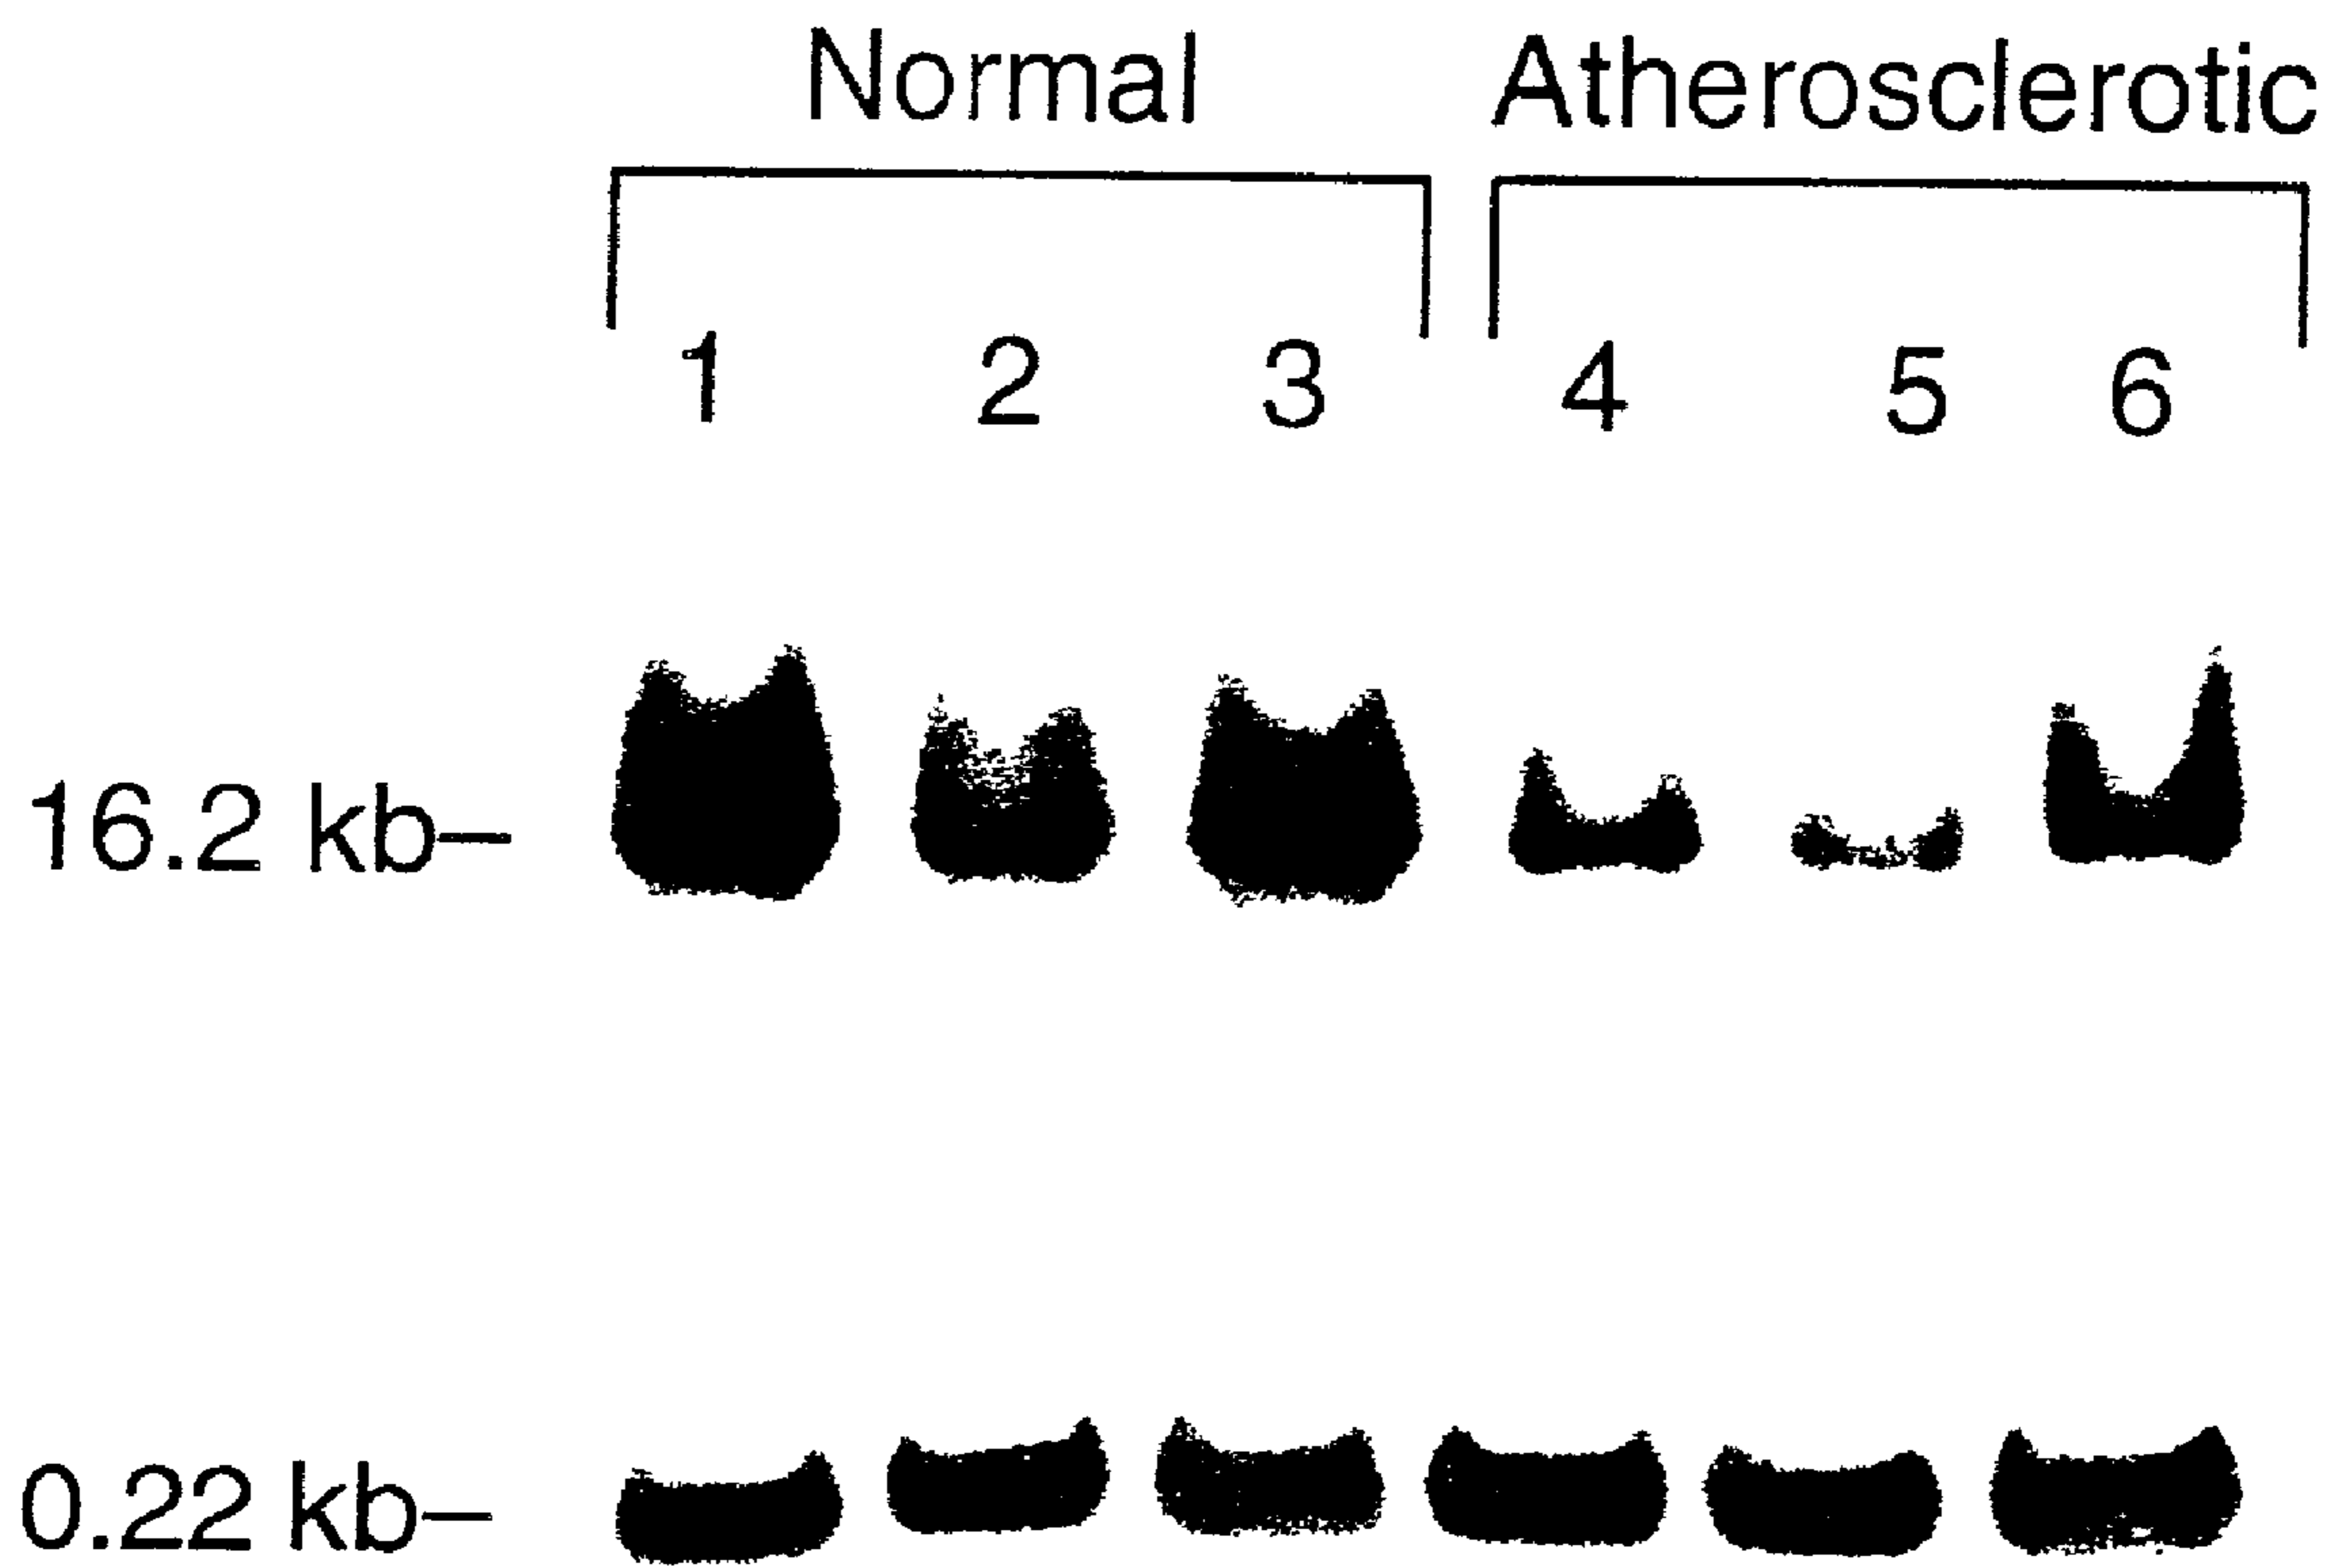 Normal Atherosclerotic
1 2 3 4 5 6
16.2 kb–
0.22 kb–